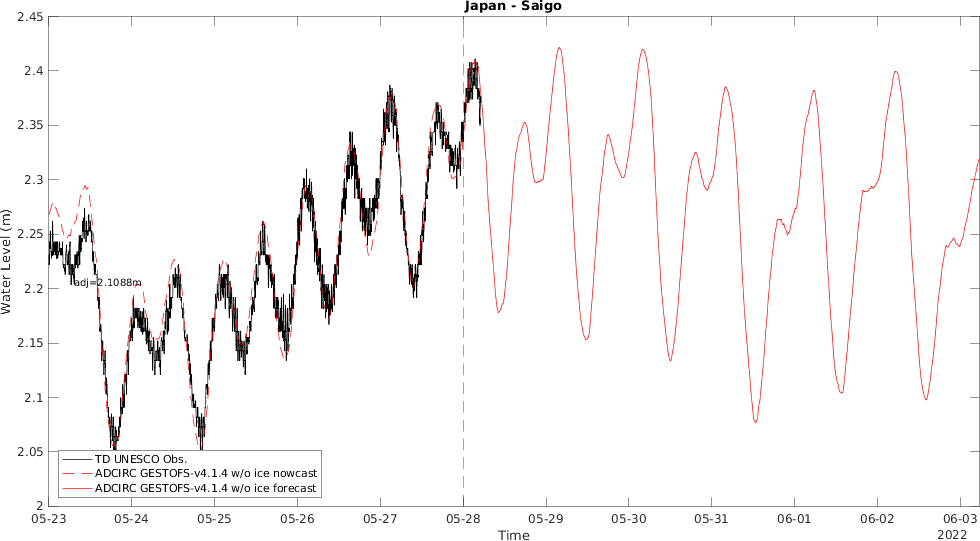 Japan - Saigo
2.45
2.4
2.35
2.3
2.25
2.2
2.15
2.1
2.05
2
Water Level (m)
adj=2.1088m
TD UNESCO Obs.
ADCIRC GESTOFS-v4.1.4 w/o ice nowcast
ADCIRC GESTOFS-v4.1.4 w/o ice forecast
05-23 05-24 05-25 05-26 05-27 05-28 05-29 05-30 05-31 06-01 06-02 06-03
Time
2022